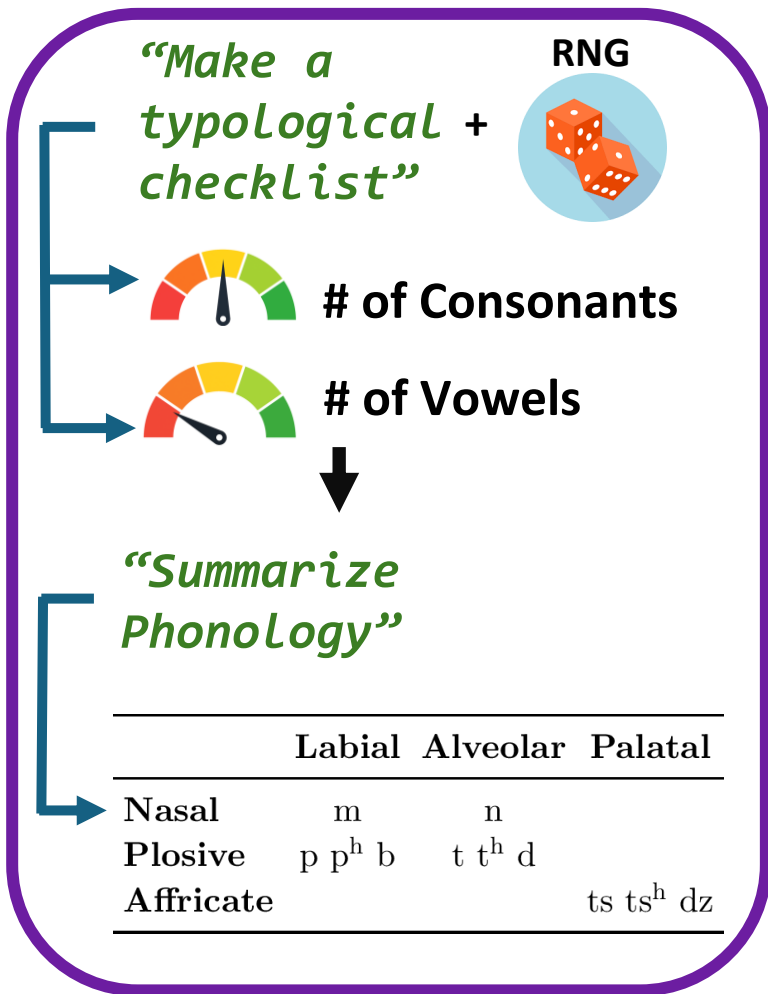 “Make a
typological +
checklist”
RNG
# of Consonants
# of Vowels
“Summarize
Phonology”
Labial Alveolar Palatal
Nasal m n
Plosive p pʰ b t tʰ d
Affricate ts tsʰ dz